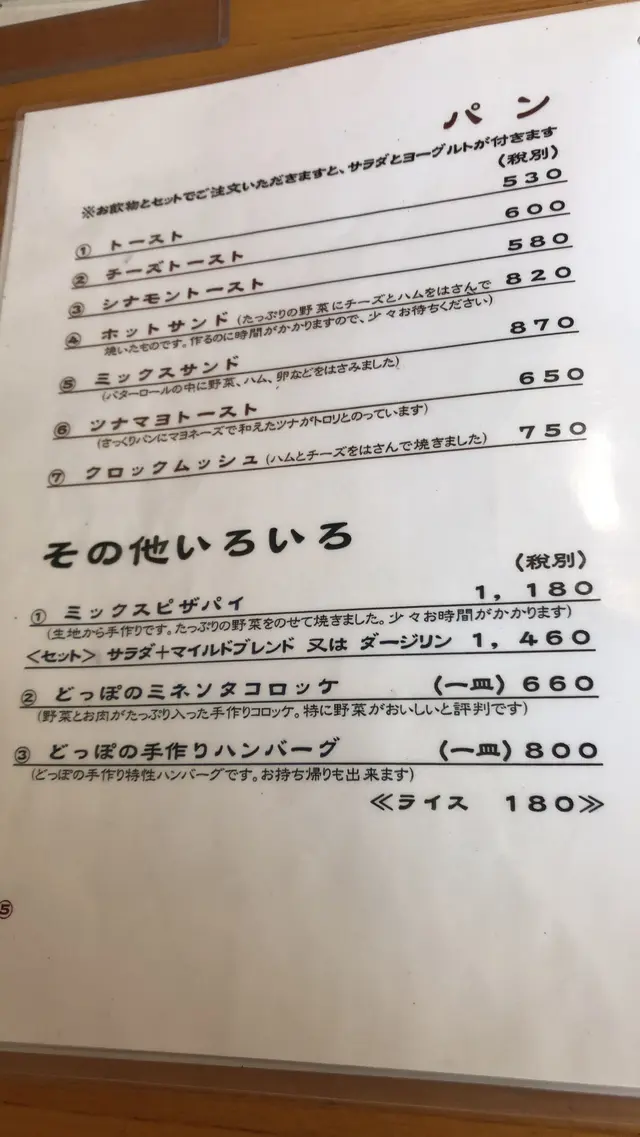 パン
※お飲物とセットでご注文いただきますと、サラダとヨーグルトが付きます
(税別)
① トースト 530
② チーズトースト 600
③ シナモントースト 580
④ ホットサンド (たっぷりの野菜にチーズとハムをはさんで 820
焼いたものです。作るのに時間がかかりますので、少々お待ちください)
⑤ ミックスサンド 870
(バターロールの中に野菜、ハム、卵などをはさみました)
⑥ ツナマヨトースト 650
(さっくりパンにマヨネーズで和えたツナがトロリとのっています)
⑦ クロックムッシュ (ハムとチーズをはさんで焼きました) 750
その他いろいろ
(税別)
① ミックスピザパイ 1,180
(生地から手作りです。たっぷりの野菜をのせて焼きました。少々お時間がかかります)
<セット> サラダ+マイルドブレンド 又は ダージリン 1,460
② どっぽのミネソタコロッケ (一皿) 660
(野菜とお肉がたっぷり入った手作りコロッケ。特に野菜がおいしいと評判です)
③ どっぽの手作りハンバーグ (一皿) 800
(どっぽの手作り特性ハンバーグです。お持ち帰りも出来ます)
≪ライス 180≫
⑤